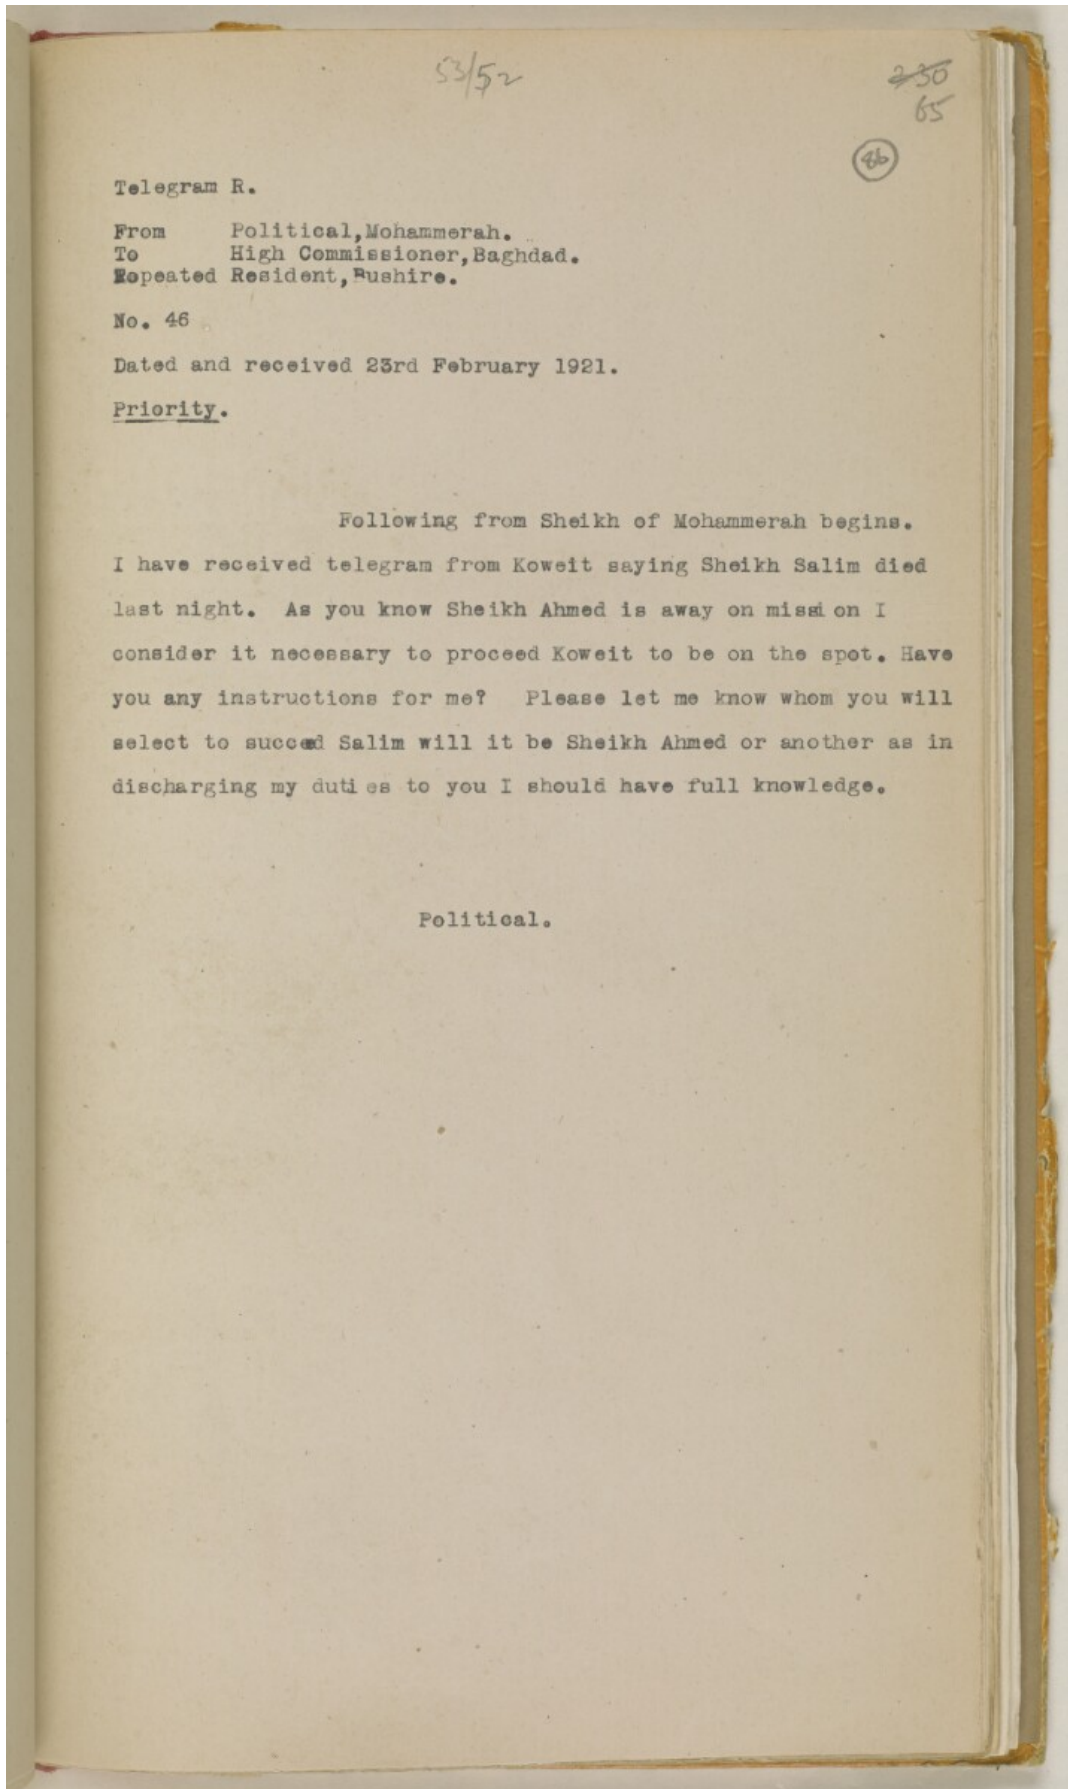 53/52
230
65
86
Telegram R.
From Political,Mohammerah.
To High Commissioner,Baghdad.
Repeated Resident,Bushire.
No. 46
Dated and received 23rd February 1921.
Priority.
Following from Sheikh of Mohammerah begins.
I have received telegram from Koweit saying Sheikh Salim died
last night. As you know Sheikh Ahmed is away on mission I
consider it necessary to proceed Koweit to be on the spot. Have
you any instructions for me? Please let me know whom you will
select to succeed Salim will it be Sheikh Ahmed or another as in
discharging my duties to you I should have full knowledge.
Political.